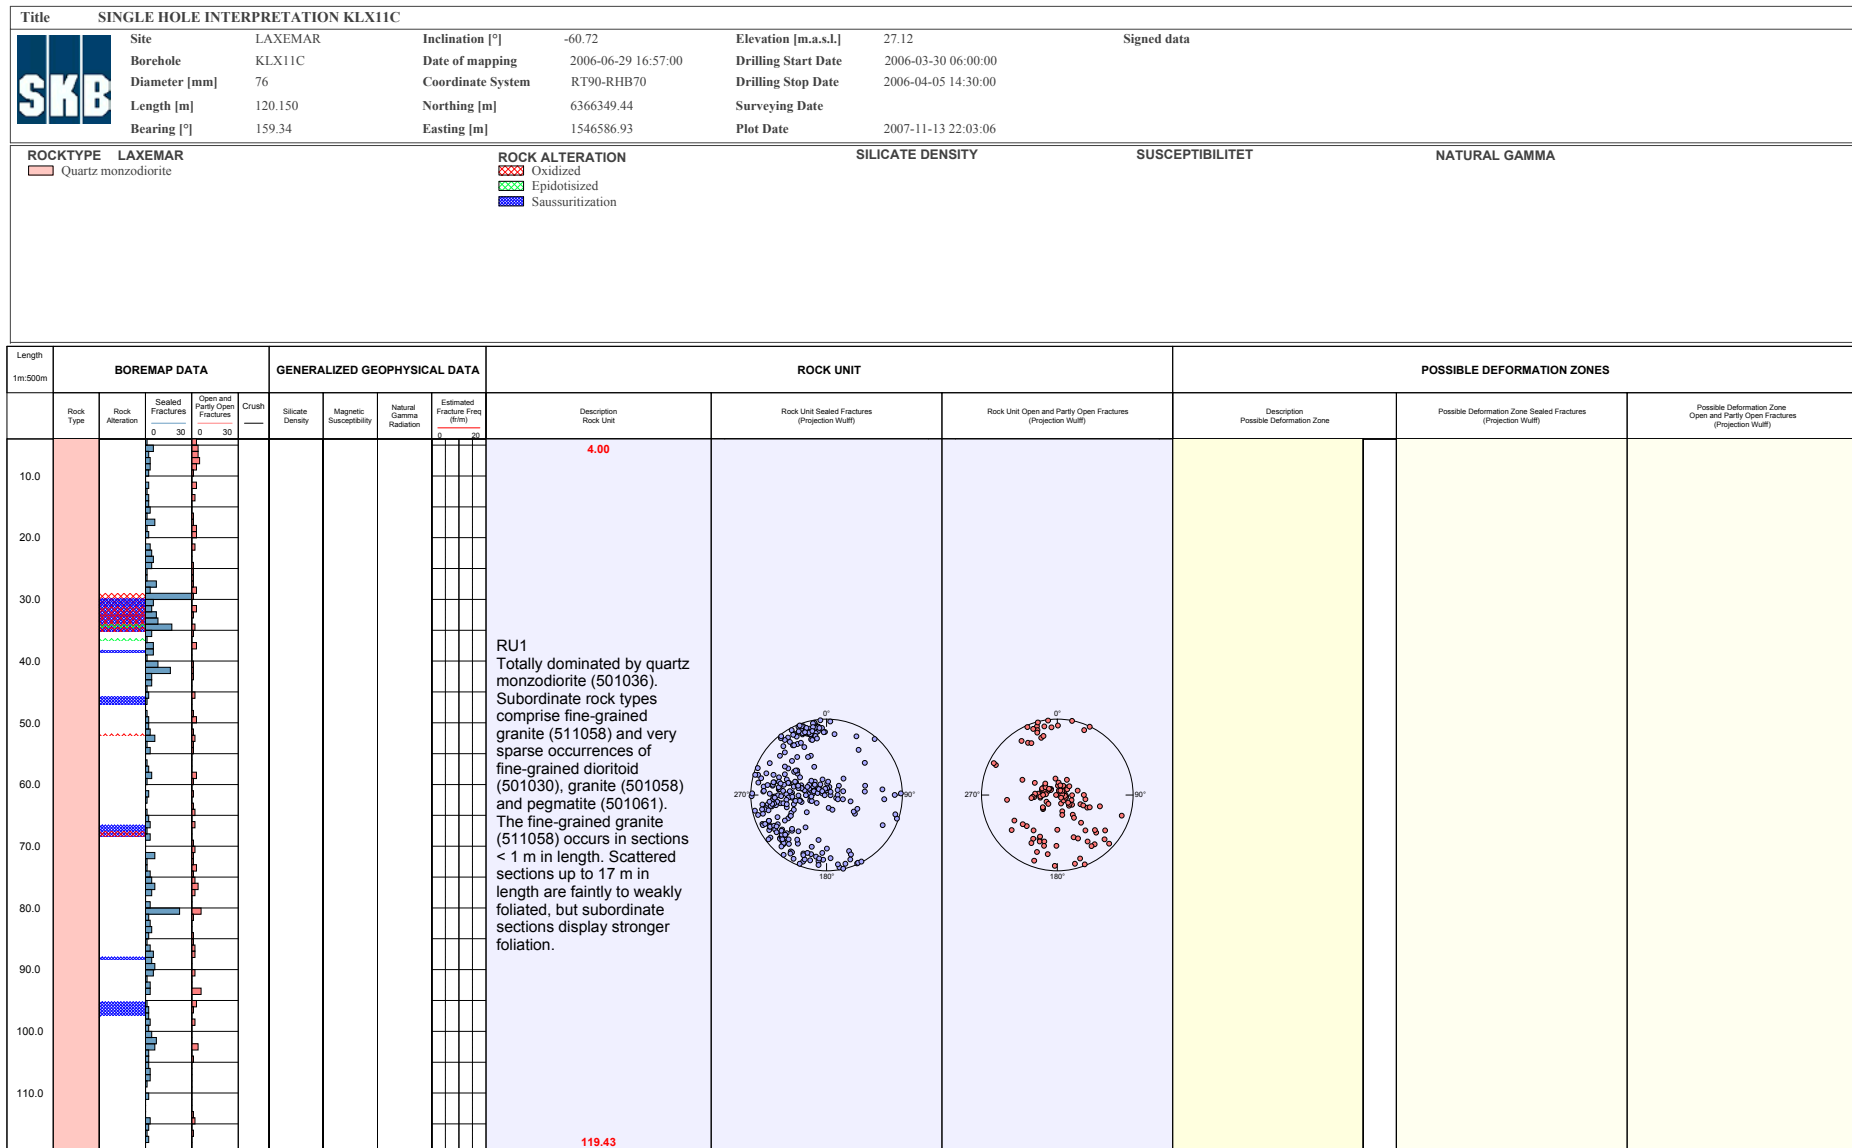 Title SINGLE HOLE INTERPRETATION KLX11C
SKB
Site LAXEMAR Inclination [°] -60.72 Elevation [m.a.s.l.] 27.12 Signed data
Borehole KLX11C Date of mapping 2006-06-29 16:57:00 Drilling Start Date 2006-03-30 06:00:00
Diameter [mm] 76 Coordinate System RT90-RHB70 Drilling Stop Date 2006-04-05 14:30:00
Length [m] 120.150 Northing [m] 6366349.44 Surveying Date
Bearing [°] 159.34 Easting [m] 1546586.93 Plot Date 2007-11-13 22:03:06
ROCKTYPE LAXEMAR ROCK ALTERATION SILICATE DENSITY SUSCEPTIBILITET NATURAL GAMMA
Quartz monzodiorite Oxidized
Epidotisized
Saussuritization
Length
1m:500m
BOREMAP DATA GENERALIZED GEOPHYSICAL DATA ROCK UNIT POSSIBLE DEFORMATION ZONES
Rock
Type
Rock
Alteration
Sealed
Fractures
0 30
Open and
Partly Open
Fractures
0 30
Crush
Silicate
Density
Magnetic
Susceptibility
Natural
Gamma
Radiation
Estimated
Fracture Freq
(fr/m)
0 20
Description
Rock Unit
Rock Unit Sealed Fractures
(Projection Wulff)
Rock Unit Open and Partly Open Fractures
(Projection Wulff)
Description
Possible Deformation Zone
Possible Deformation Zone Sealed Fractures
(Projection Wulff)
Possible Deformation Zone
Open and Partly Open Fractures
(Projection Wulff)
4.00
10.0
20.0
30.0
40.0
50.0
60.0
70.0
80.0
90.0
100.0
110.0
RU1
Totally dominated by quartz
monzodiorite (501036).
Subordinate rock types
comprise fine-grained
granite (511058) and very
sparse occurrences of
fine-grained dioritoid
(501030), granite (501058)
and pegmatite (501061).
The fine-grained granite
(511058) occurs in sections
< 1 m in length. Scattered
sections up to 17 m in
length are faintly to weakly
foliated, but subordinate
sections display stronger
foliation.
0°
270° 90°
180°
0°
270° 90°
180°
119.43